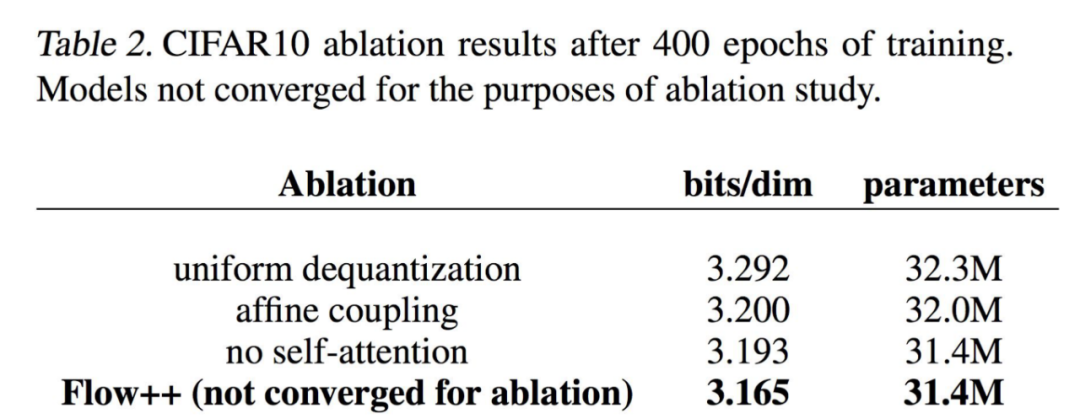 Table 2. CIFAR10 ablation results after 400 epochs of training.
Models not converged for the purposes of ablation study.
Ablation bits/dim parameters
uniform dequantization 3.292 32.3M
affine coupling 3.200 32.0M
no self-attention 3.193 31.4M
Flow++ (not converged for ablation) 3.165 31.4M